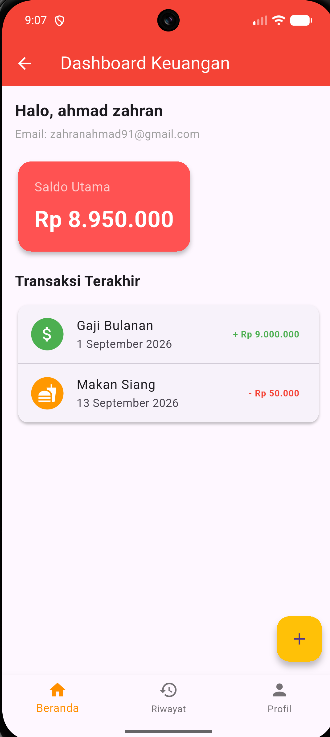 9:07
Dashboard Keuangan
Halo, ahmad zahran
Email: zahranahmad91@gmail.com
Saldo Utama
Rp 8.950.000
Transaksi Terakhir
$
Gaji Bulanan
+ Rp 9.000.000
1 September 2026
Makan Siang
- Rp 50.000
13 September 2026
+
Beranda
Riwayat
Profil